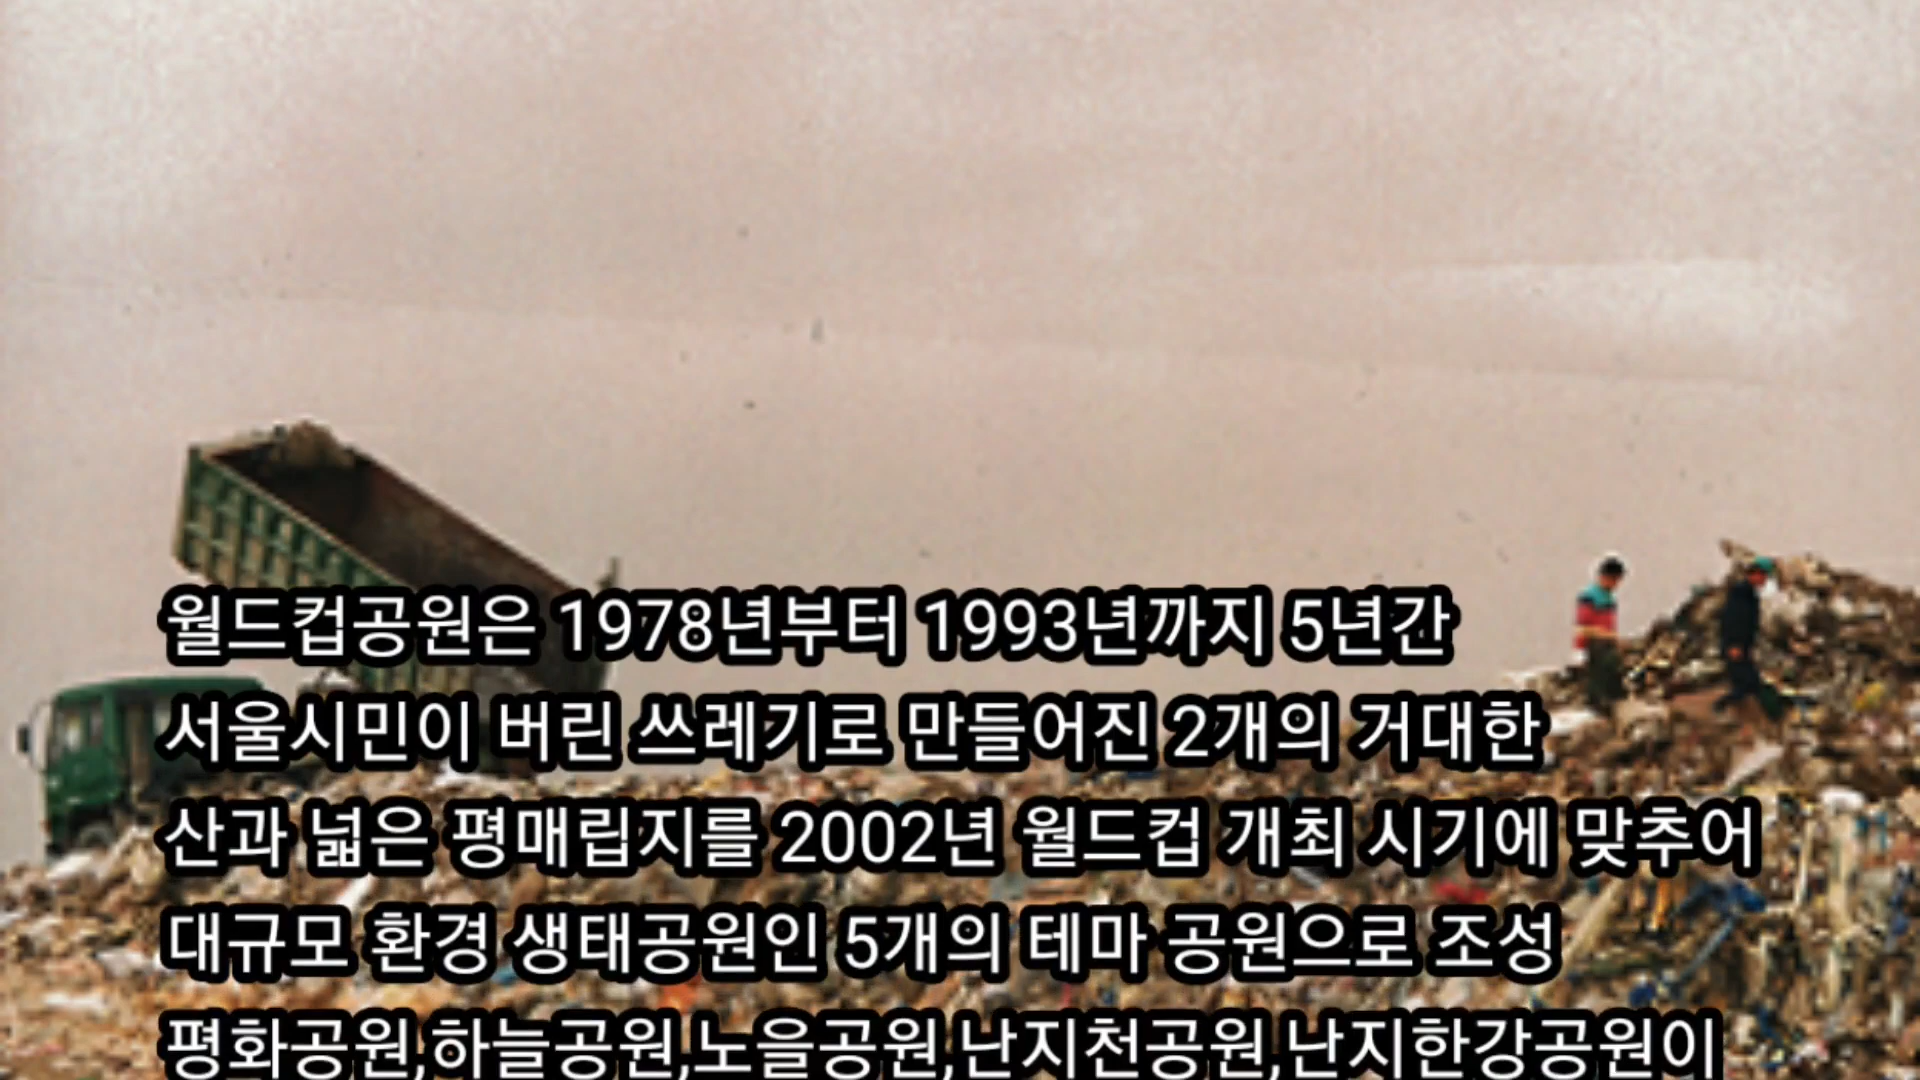 월드컵공원은 1978년부터 1993년까지 5년간
서울시민이 버린 쓰레기로 만들어진 2개의 거대한
산과 넓은 평매립지를 2002년 월드컵 개최 시기에 맞추어
대규모 환경 생태공원인 5개의 테마 공원으로 조성
평화공원,하늘공원,노을공원,난지천공원,난지한강공원이